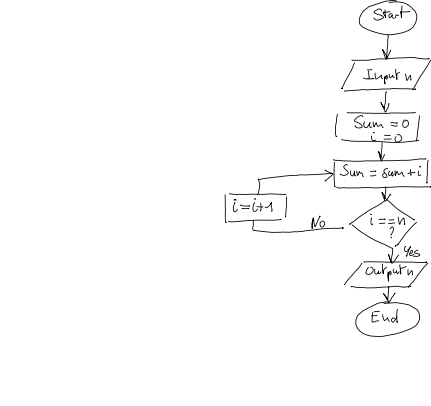 Start
Input n
Sum = 0
i = 0
Sum = sum + i
i = i + 1
No
i == n
?
Yes
Output n
End